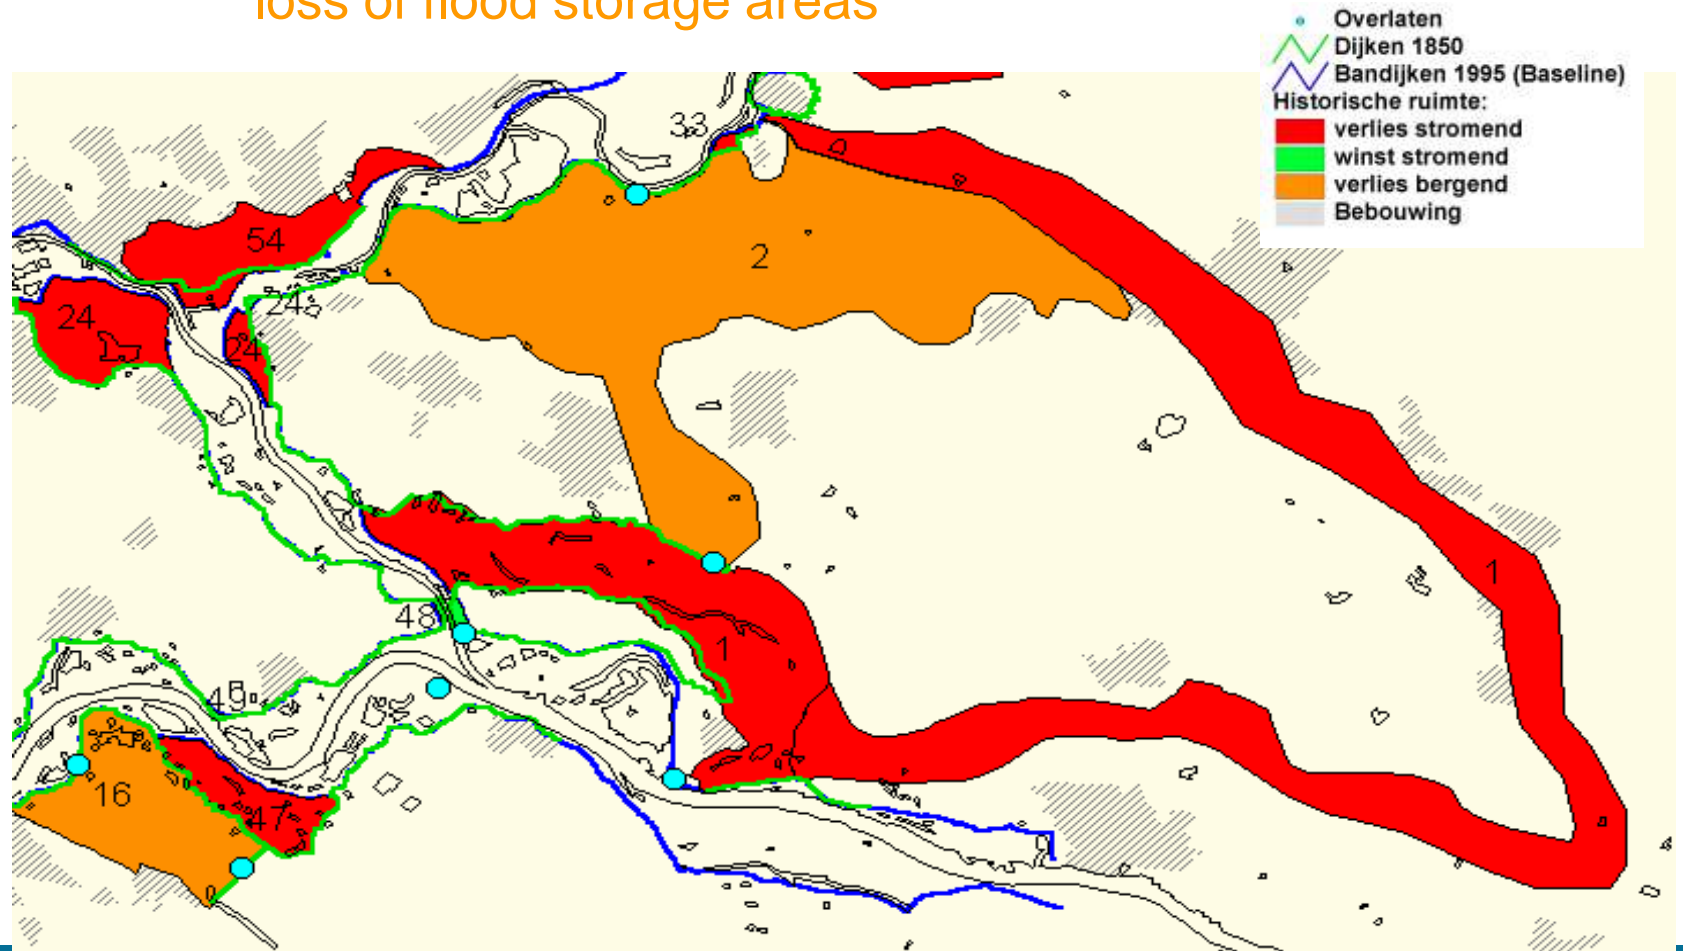 loss of flood storage areas
Overlaten
Dijken 1850
Bandijken 1995 (Baseline)
Historische ruimte:
verlies stromend
winst stromend
verlies bergend
Bebouwing
33
54
2
24
24
24
1
48
1
16
47